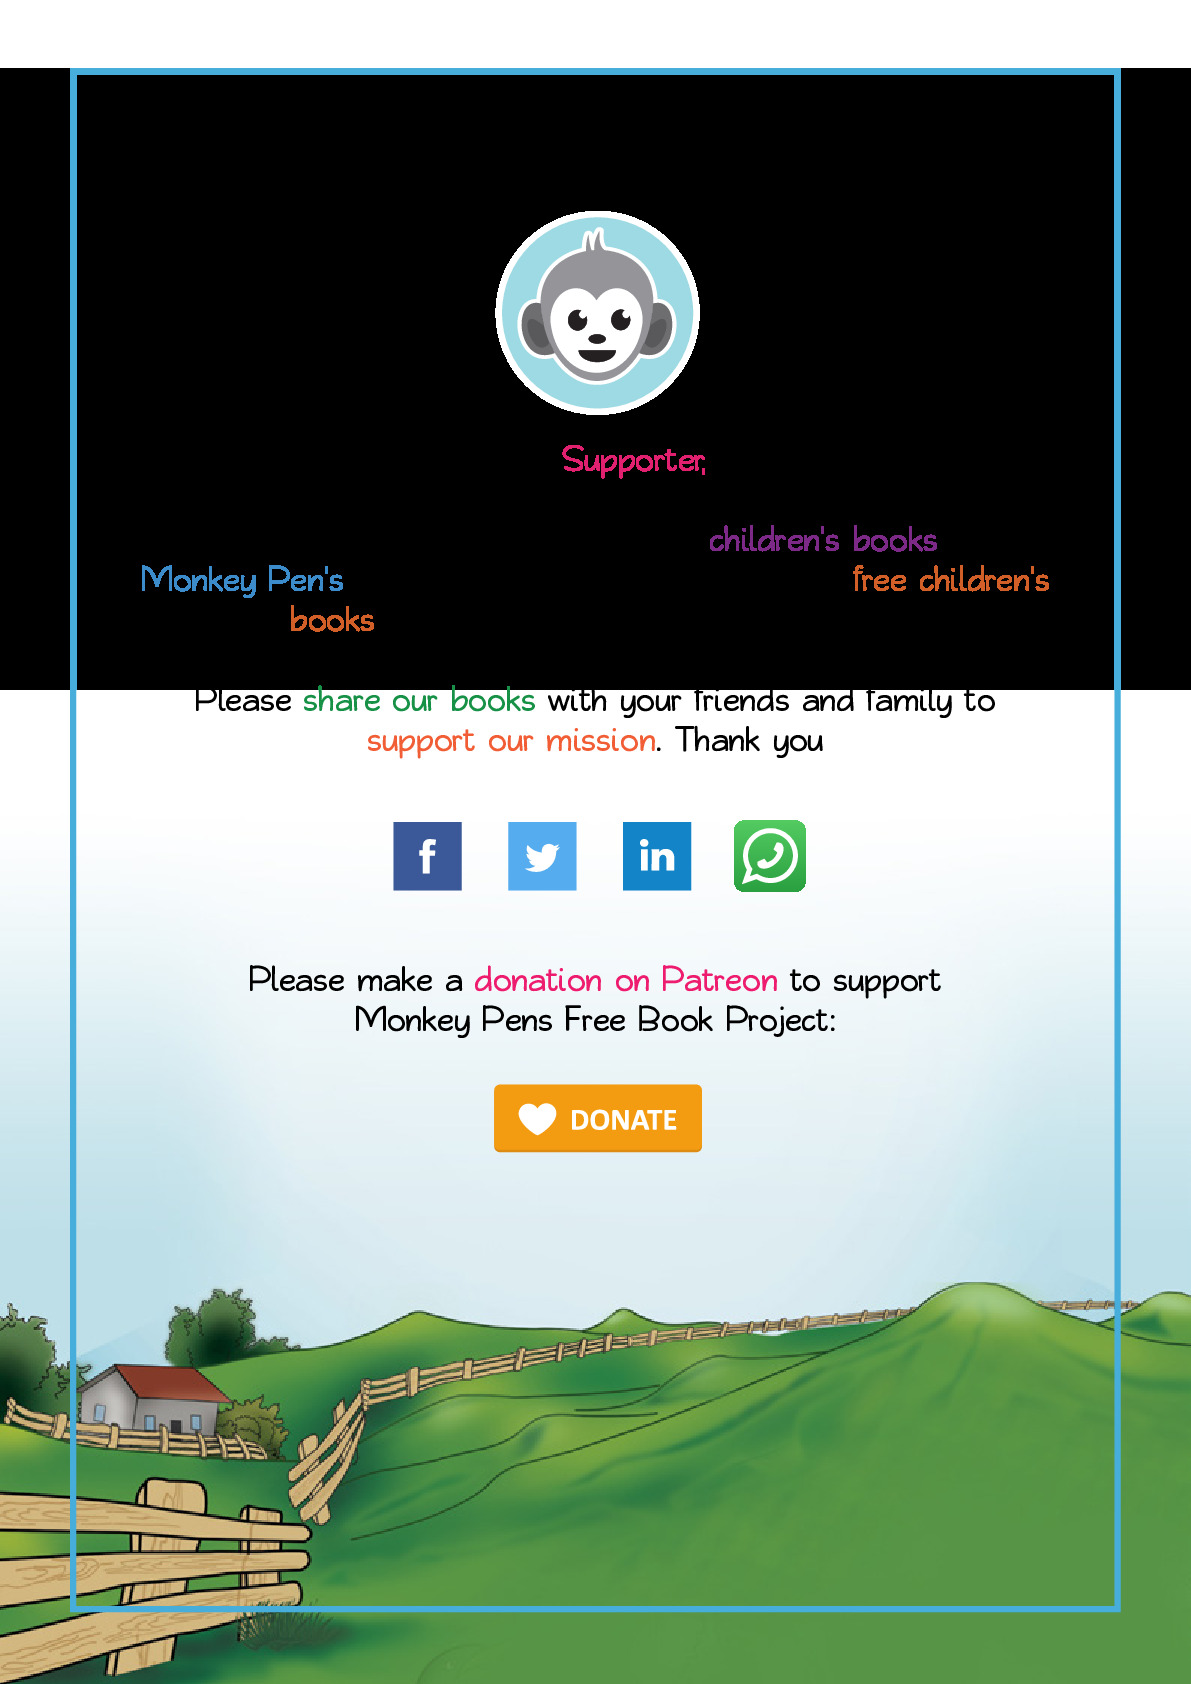 Supporter,
children's books
Monkey Pen's free children's
books
Please share our books with your friends and family to
support our mission. Thank you
f
in
Please make a donation on Patreon to support
Monkey Pens Free Book Project:
DONATE